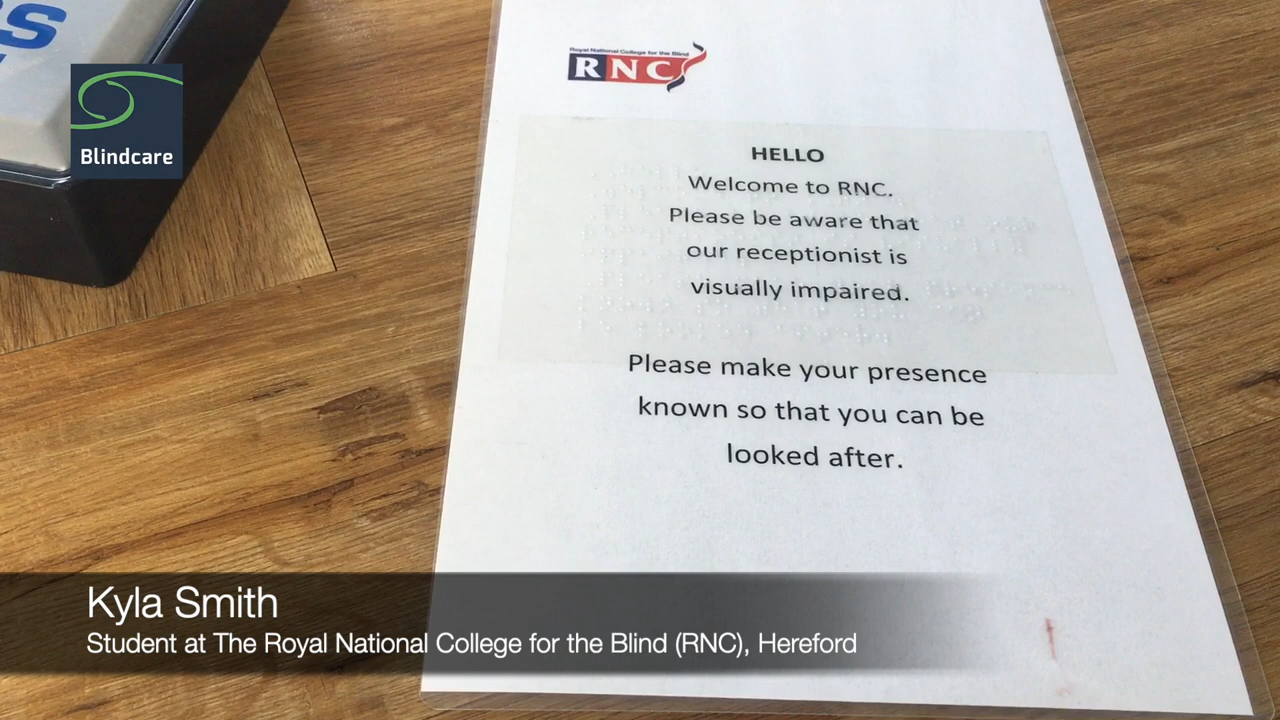 Blindcare
Royal National College for the Blind
RNC
HELLO
Welcome to RNC.
Please be aware that
our receptionist is
visually impaired.
Please make your presence
known so that you can be
looked after.
Kyla Smith
Student at The Royal National College for the Blind (RNC), Hereford